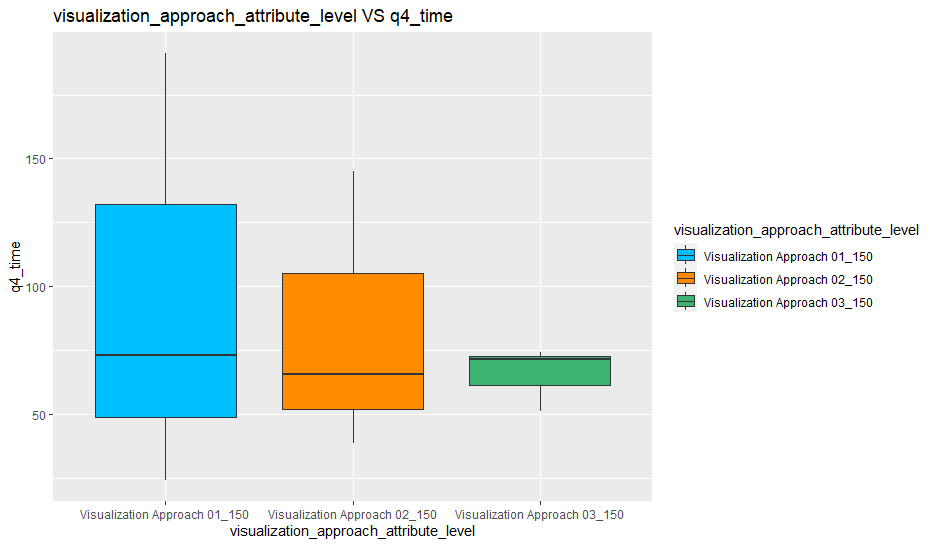 visualization_approach_attribute_level VS q4_time
q4_time
150
100
50
Visualization Approach 01_150
Visualization Approach 02_150
Visualization Approach 03_150
visualization_approach_attribute_level
visualization_approach_attribute_level
Visualization Approach 01_150
Visualization Approach 02_150
Visualization Approach 03_150